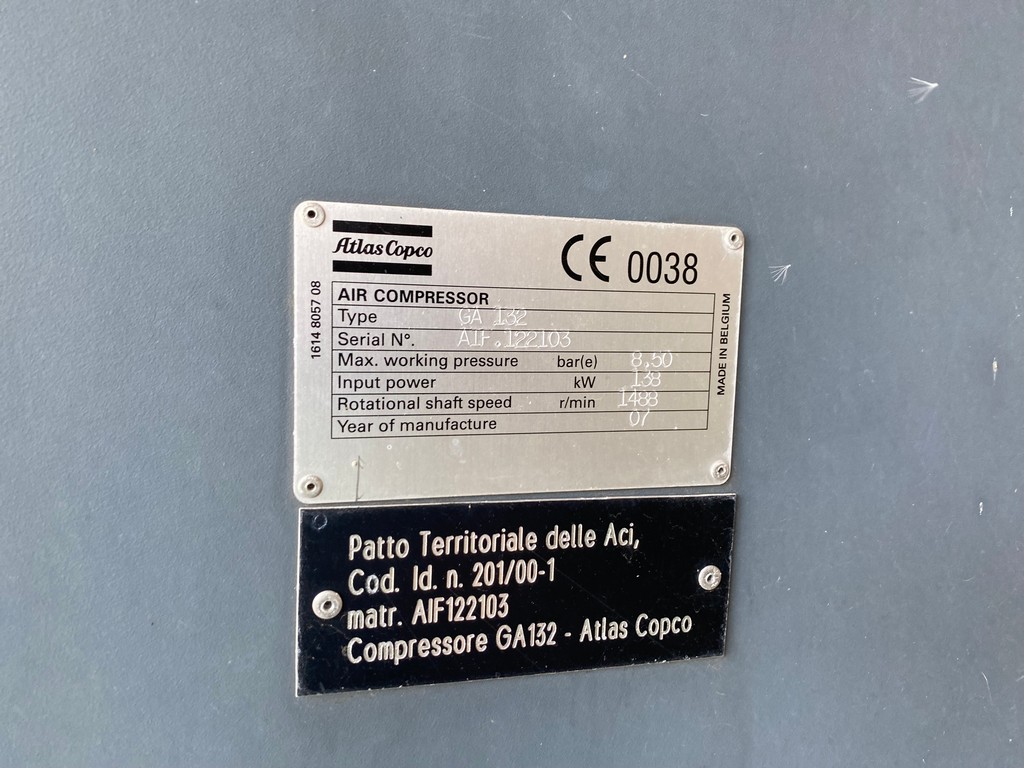 Atlas Copco
CE 0038
1614 8057 08
AIR COMPRESSOR
Type GA 132
Serial N°. AIF.122103
Max. working pressure bar(e) 8,50
Input power kW 138
Rotational shaft speed r/min 1488
Year of manufacture 07
MADE IN BELGIUM
Patto Territoriale delle Aci,
Cod. Id. n. 201/00-1
matr. AIF122103
Compressore GA132 - Atlas Copco